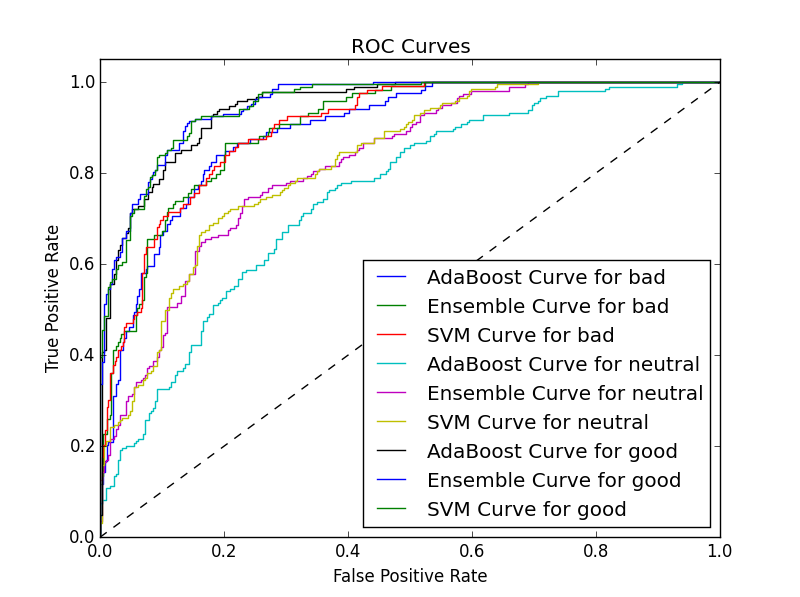 ROC Curves
True Positive Rate
1.0
0.8
0.6
0.4
0.2
0.0
AdaBoost Curve for bad
Ensemble Curve for bad
SVM Curve for bad
AdaBoost Curve for neutral
Ensemble Curve for neutral
SVM Curve for neutral
AdaBoost Curve for good
Ensemble Curve for good
SVM Curve for good
0.0 0.2 0.4 0.6 0.8 1.0
False Positive Rate